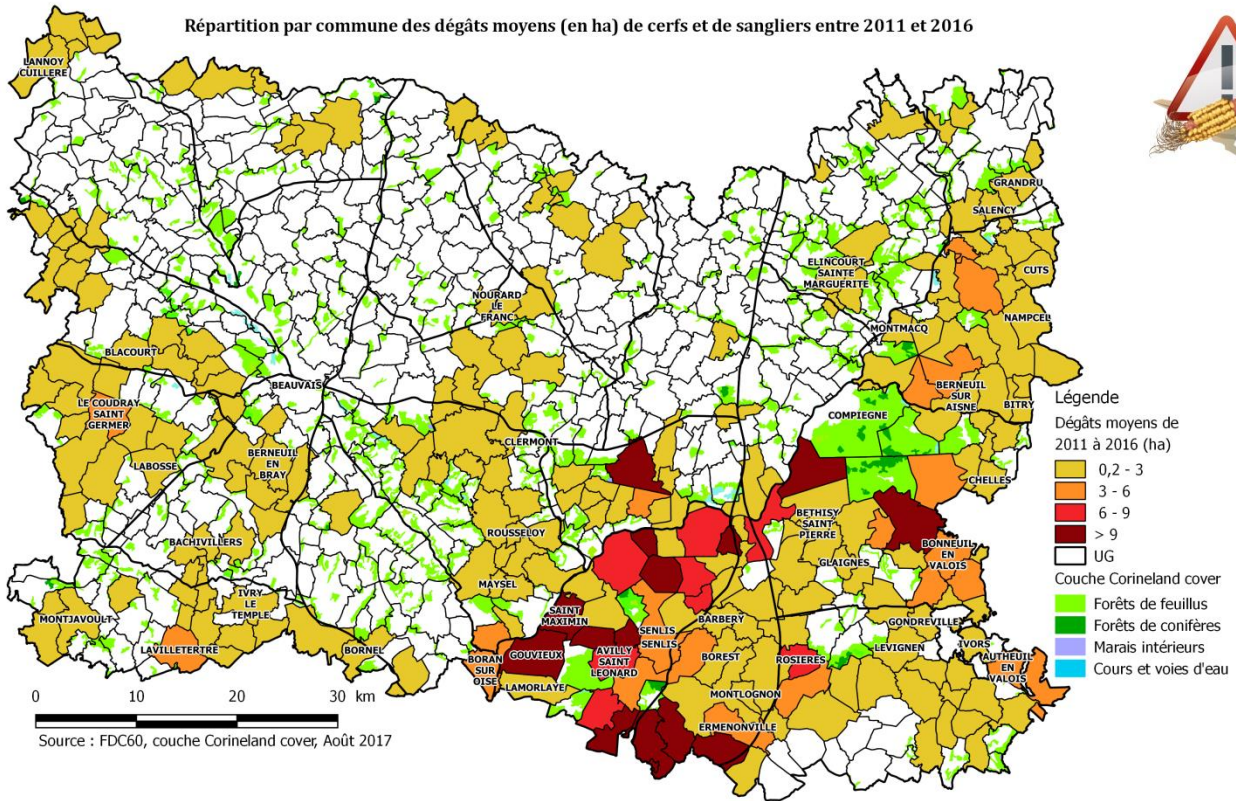 Répartition par commune des dégâts moyens (en ha) de cerfs et de sangliers entre 2011 et 2016
LANNOY
CUILLERE
GRANDRU
SALENCY
ELINCOURT
SAINTE
MARGUERITE
CUTS
NOURARD
LE
FRANC
NAMPCEL
MONTMACQ
BLACOURT
BEAUVAIS
BERNEUIL
SUR
AISNE
BITRY
LE COUDRAY
SAINT
GERMER
COMPIEGNE
CLERMONT
LABOSSE
BERNEUIL
EN
BRAY
CHELLES
BETHISY
SAINT
PIERRE
ROUSSELOY
BACHIVILLERS
BONNEUIL
EN
VALOIS
GLAIGNES
MAYSEL
IVRY
LE
TEMPLE
SAINT
MAXIMIN
MONTJAVOULT
BARBERY
GONDREVILLE
SENLIS
SENLIS
LAVILLETERTRE
BORNEL
GOUVIEUX
AVILLY
SAINT
LEONARD
BOREST
ROSIERES
LEVIGNEN
IVORS
BORAN
SUR
OISE
LAMORLAYE
AUTHEUIL
EN
VALOIS
MONTLOGNON
ERMENONVILLE
Légende
Dégâts moyens de
2011 à 2016 (ha)
0,2 - 3
3 - 6
6 - 9
> 9
UG
Couche Corineland cover
Forêts de feuillus
Forêts de conifères
Marais intérieurs
Cours et voies d'eau
0 10 20 30 km
Source : FDC60, couche Corineland cover, Août 2017